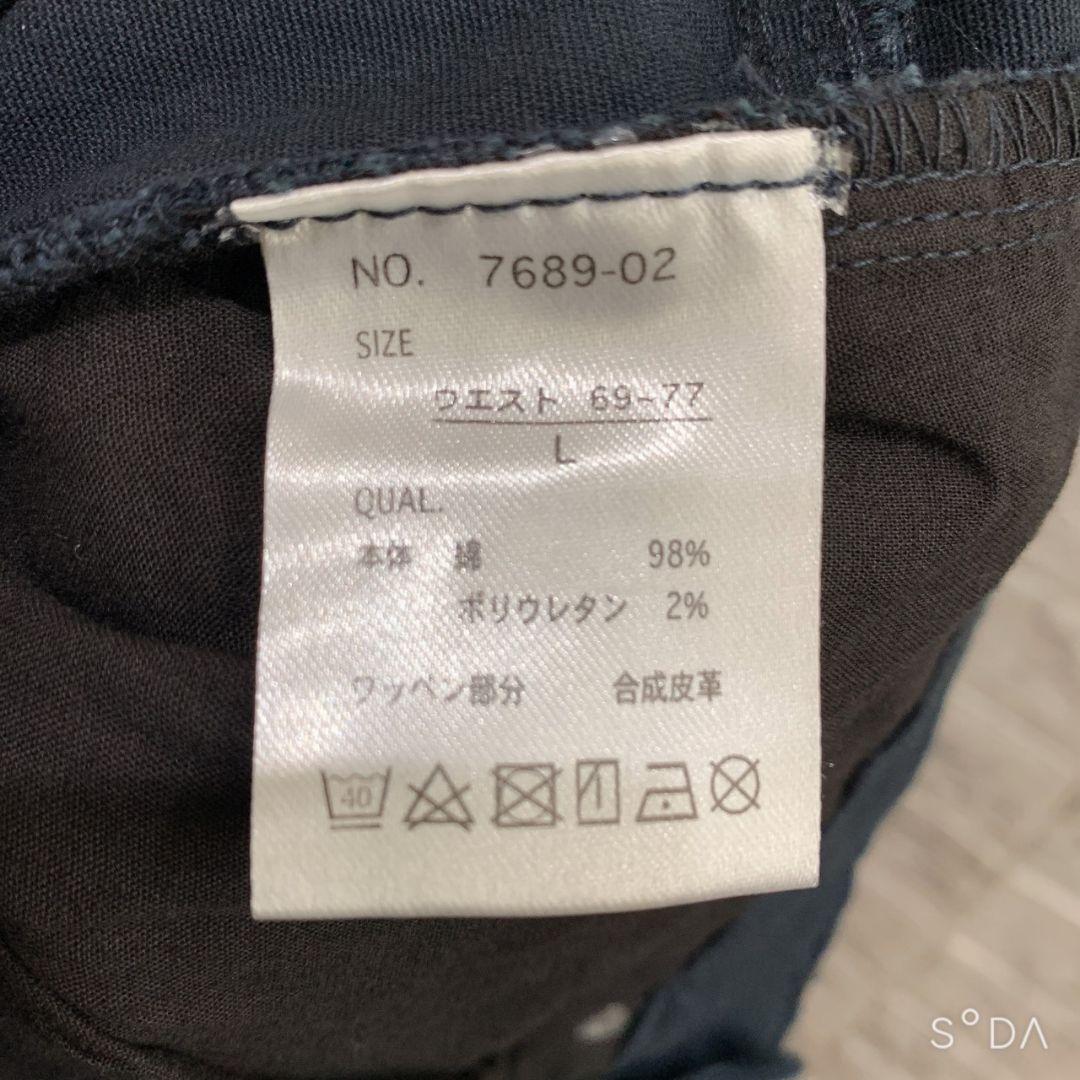 NO. 7689-02
SIZE
ウエスト 69~77
L
QUAL.
本体 綿 98%
ポリウレタン 2%
ワッペン部分 合成皮革
40
SODA